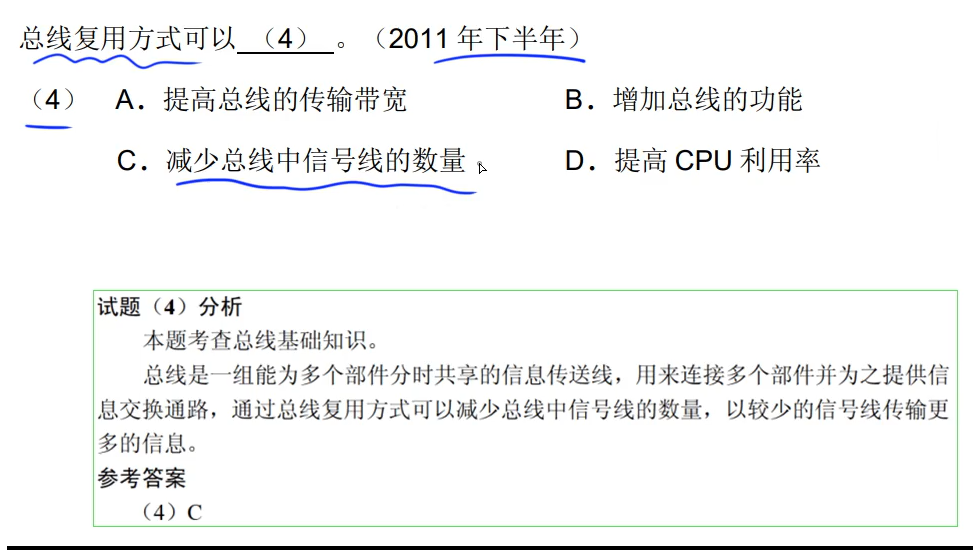 总线复用方式可以 （4） 。（2011 年下半年）
（4） A．提高总线的传输带宽 B．增加总线的功能
C．减少总线中信号线的数量 D．提高 CPU 利用率
试题（4）分析
本题考查总线基础知识。
总线是一组能为多个部件分时共享的信息传送线，用来连接多个部件并为之提供信
息交换通路，通过总线复用方式可以减少总线中信号线的数量，以较少的信号线传输更
多的信息。
参考答案
（4）C